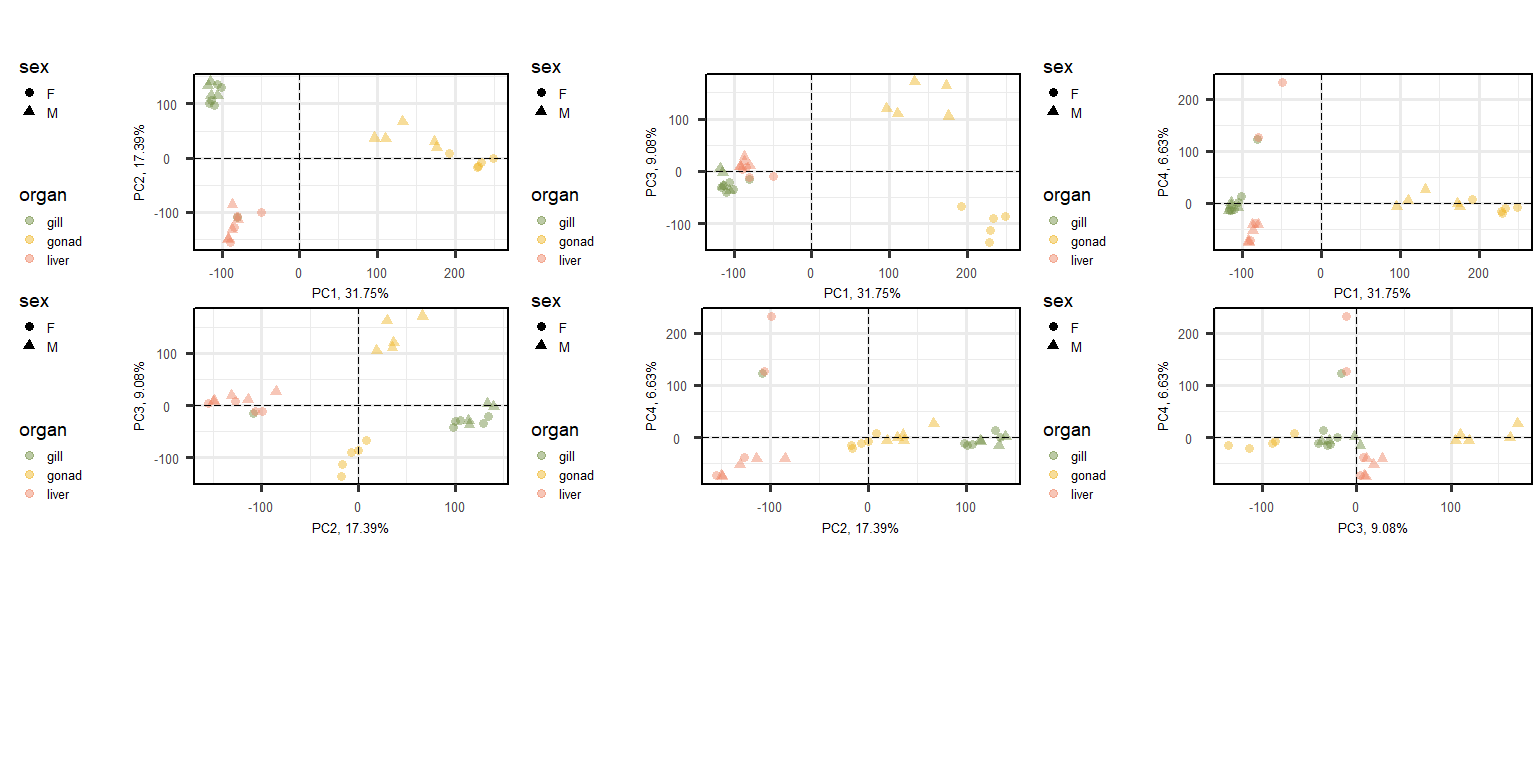 sex
F
M
organ
gill
gonad
liver
PC2, 17.39%
100
0
-100
-100
0
100
200
PC1, 31.75%
sex
F
M
organ
gill
gonad
liver
PC3, 9.08%
100
0
-100
-100
0
100
200
PC1, 31.75%
sex
F
M
organ
gill
gonad
liver
PC4, 6.63%
200
100
0
-100
0
100
200
PC1, 31.75%
sex
F
M
organ
gill
gonad
liver
PC3, 9.08%
100
0
-100
-100
0
100
PC2, 17.39%
sex
F
M
organ
gill
gonad
liver
PC4, 6.63%
200
100
0
-100
0
100
PC2, 17.39%
sex
F
M
organ
gill
gonad
liver
PC4, 6.63%
200
100
0
-100
0
100
PC3, 9.08%